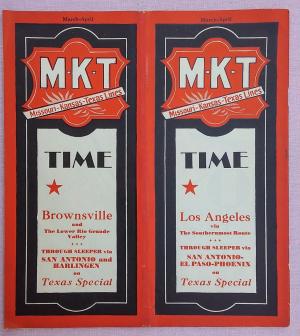 March-April
M·K·T
Missouri-Kansas-Texas Lines
TIME
Brownsville
and
The Lower Rio Grande
Valley
THROUGH SLEEPER via
SAN ANTONIO and
HARLINGEN
on
Texas Special
March-April
M·K·T
Missouri-Kansas-Texas Lines
TIME
Los Angeles
via
The Southernmost Route
THROUGH SLEEPER via
SAN ANTONIO-
EL PASO-PHOENIX
on
Texas Special